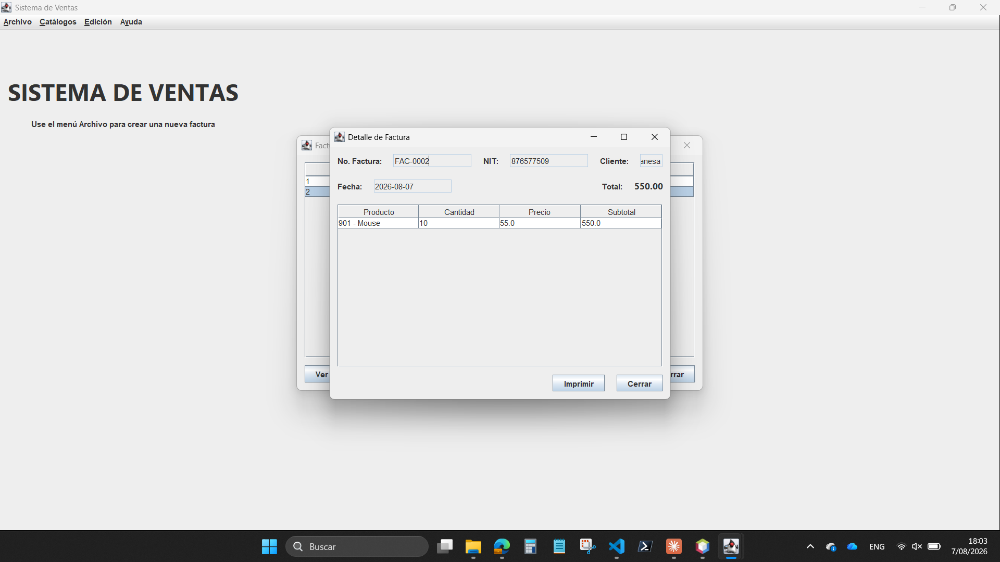 Sistema de Ventas
Archivo Catálogos Edición Ayuda
SISTEMA DE VENTAS
Use el menú Archivo para crear una nueva factura
Detalle de Factura
No. Factura: FAC-0002 NIT: 876577509 Cliente: anesa
Fecha: 2026-08-07 Total: 550.00
Producto Cantidad Precio Subtotal
901 - Mouse 10 55.0 550.0
Imprimir Cerrar
Fact
1
2
Ver rrar
Buscar
ENG
18:03
7/08/2026